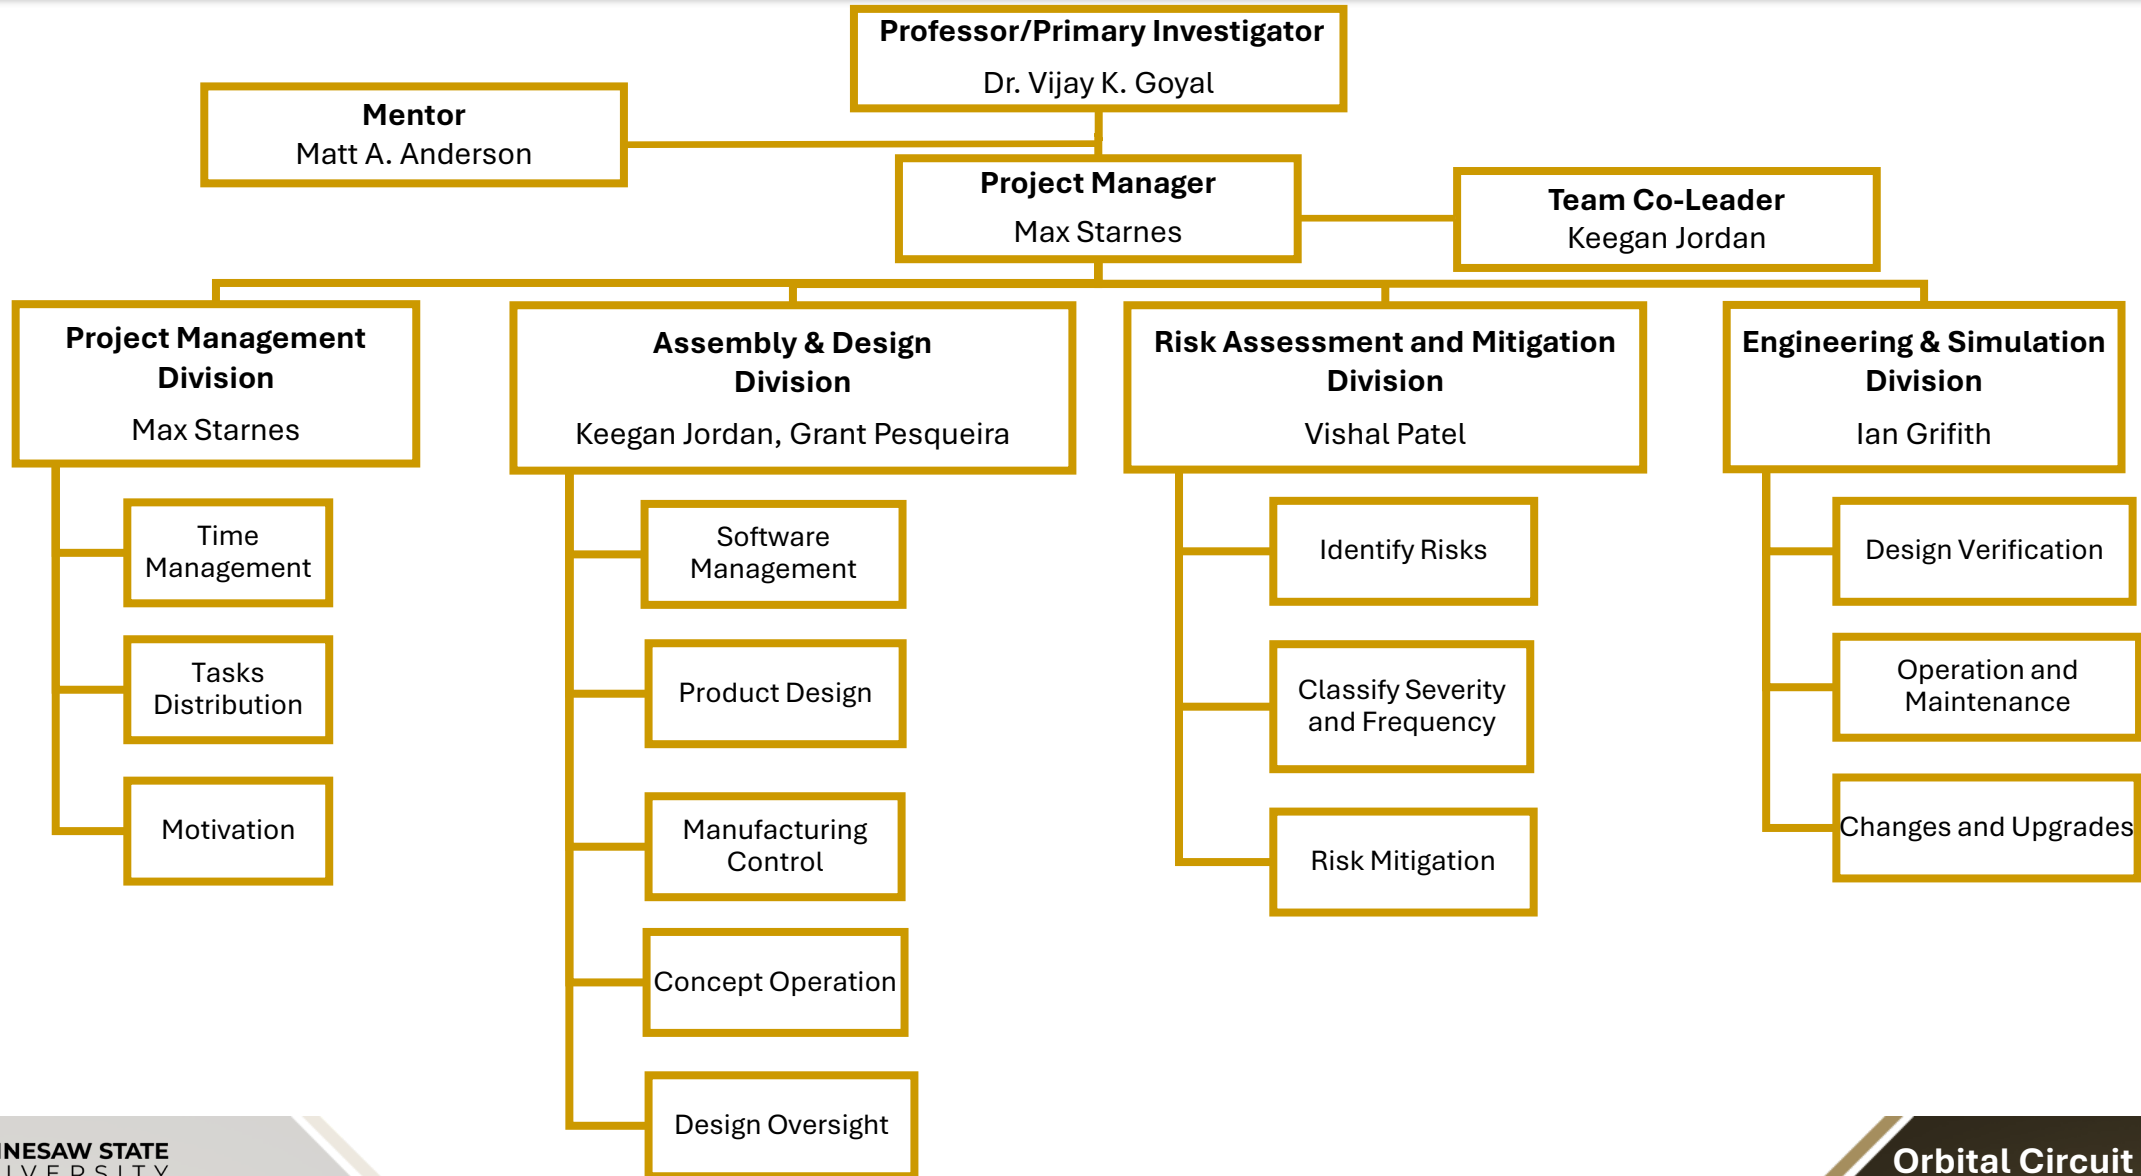 Professor/Primary Investigator
Dr. Vijay K. Goyal
Mentor
Matt A. Anderson
Project Manager
Max Starnes
Team Co-Leader
Keegan Jordan
Project Management
Division
Max Starnes
Time
Management
Tasks
Distribution
Motivation
Assembly & Design
Division
Keegan Jordan, Grant Pesqueira
Software
Management
Product Design
Manufacturing
Control
Concept Operation
Design Oversight
Risk Assessment and Mitigation
Division
Vishal Patel
Identify Risks
Classify Severity
and Frequency
Risk Mitigation
Engineering & Simulation
Division
Ian Grifith
Design Verification
Operation and
Maintenance
Changes and Upgrades
NESAW STATE
IVERSITY
Orbital Circuit